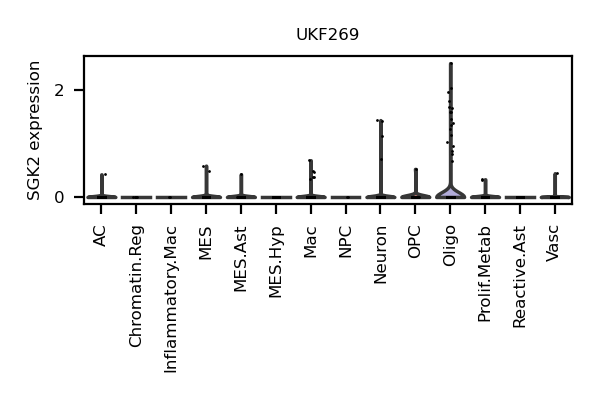 UKF269
SGK2 expression
2
0
AC
Chromatin.Reg
Inflammatory.Mac
MES
MES.Ast
MES.Hyp
Mac
NPC
Neuron
OPC
Oligo
Prolif.Metab
Reactive.Ast
Vasc